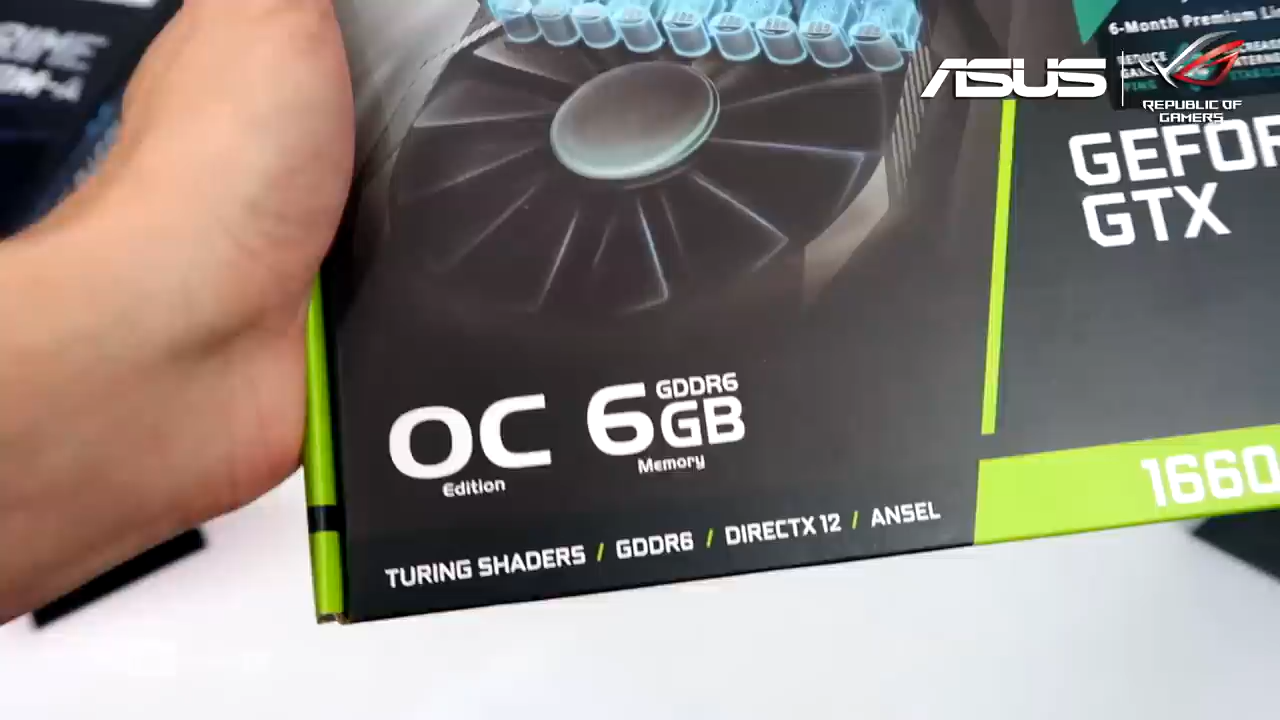 6-Month Premium
ASUS
REPUBLIC OF
GAMERS
GTX
OC
Edition
6GB
GDDR6
Memory
1660
TURING SHADERS / GDDR6 / DIRECTX 12 / ANSEL